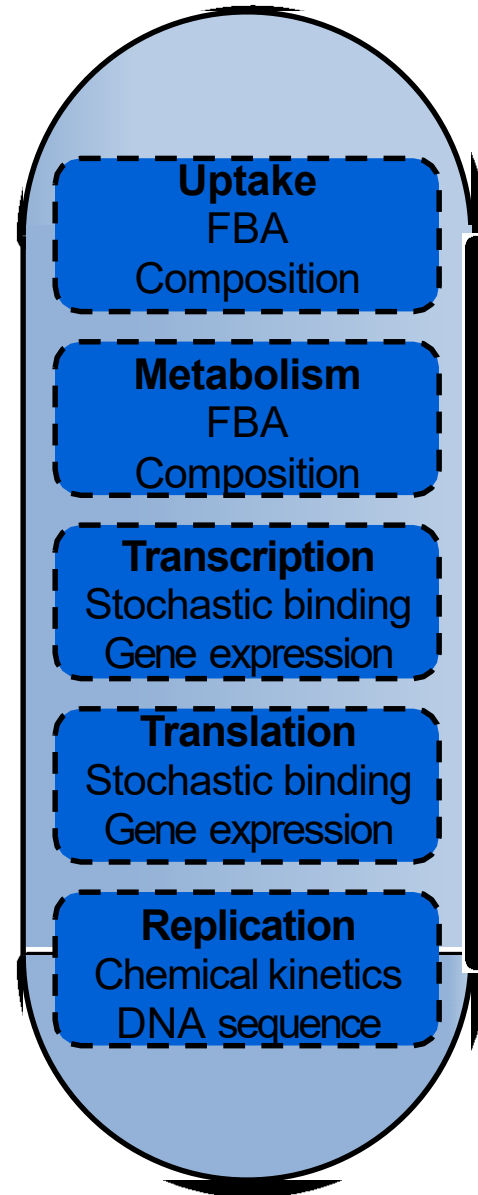 Uptake
FBA
Composition
Metabolism
FBA
Composition
Transcription
Stochastic binding
Gene expression
Translation
Stochastic binding
Gene expression
Replication
Chemical kinetics
DNA sequence